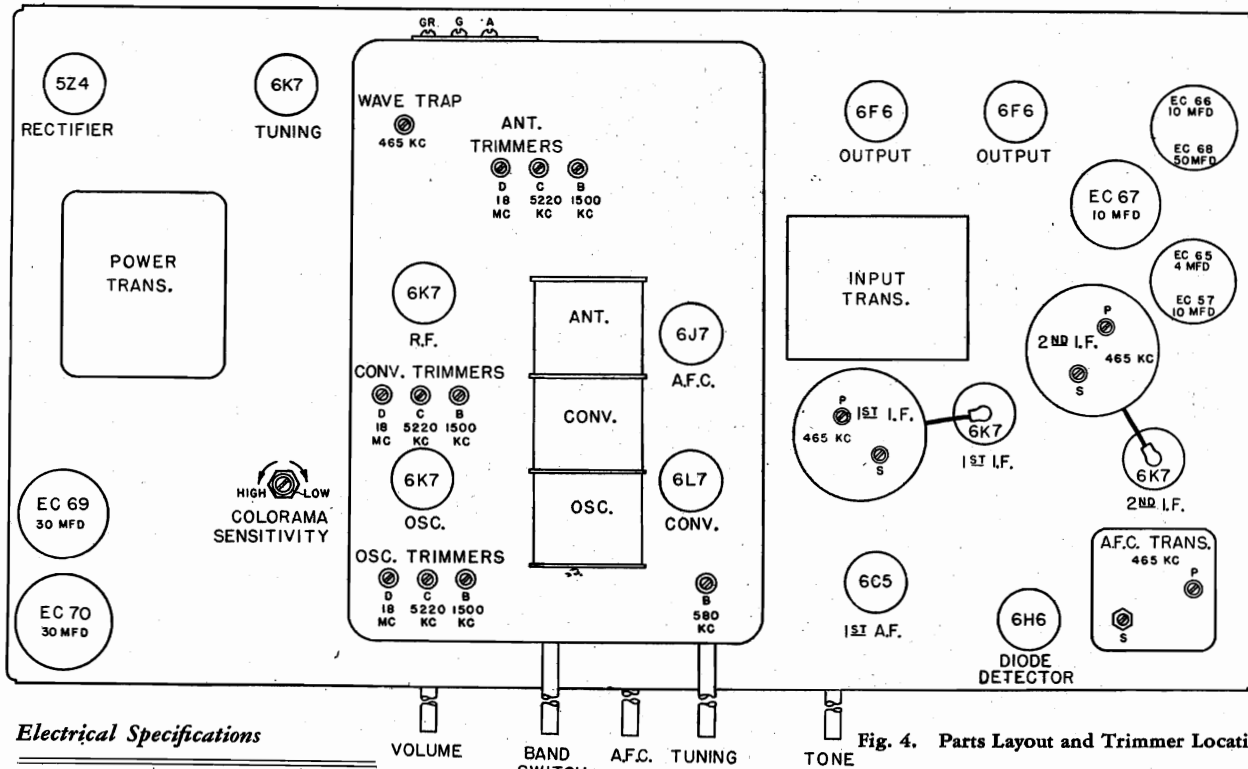 GR. G A
5Z4
RECTIFIER
6K7
TUNING
WAVE TRAP
465 KC
ANT.
TRIMMERS
D C B
18 5220 1500
MC KC KC
6F6
OUTPUT
6F6
OUTPUT
EC 66
10 MFD
EC 68
50 MFD
EC 67
10 MFD
EC 65
4 MFD
EC 57
10 MFD
POWER
TRANS.
6K7
R.F.
ANT.
6J7
A.F.C.
INPUT
TRANS.
P
2ND I.F.
465 KC
S
CONV. TRIMMERS
D C B
18 5220 1500
MC KC KC
CONV.
P
1ST I.F.
465 KC
S
6K7
1ST I.F.
6K7
2ND I.F.
6K7
OSC.
6L7
CONV.
OSC.
EC 69
30 MFD
HIGH LOW
COLORAMA
SENSITIVITY
OSC. TRIMMERS
D C B
18 5220 1500
MC KC KC
B
580
KC
6C5
1ST A.F.
6H6
DIODE
DETECTOR
A.F.C. TRANS.
465 KC
P
S
EC 70
30 MFD
Electrical Specifications
VOLUME
BAND
A.F.C.
TUNING
TONE
Fig. 4. Parts Layout and Trimmer Locati